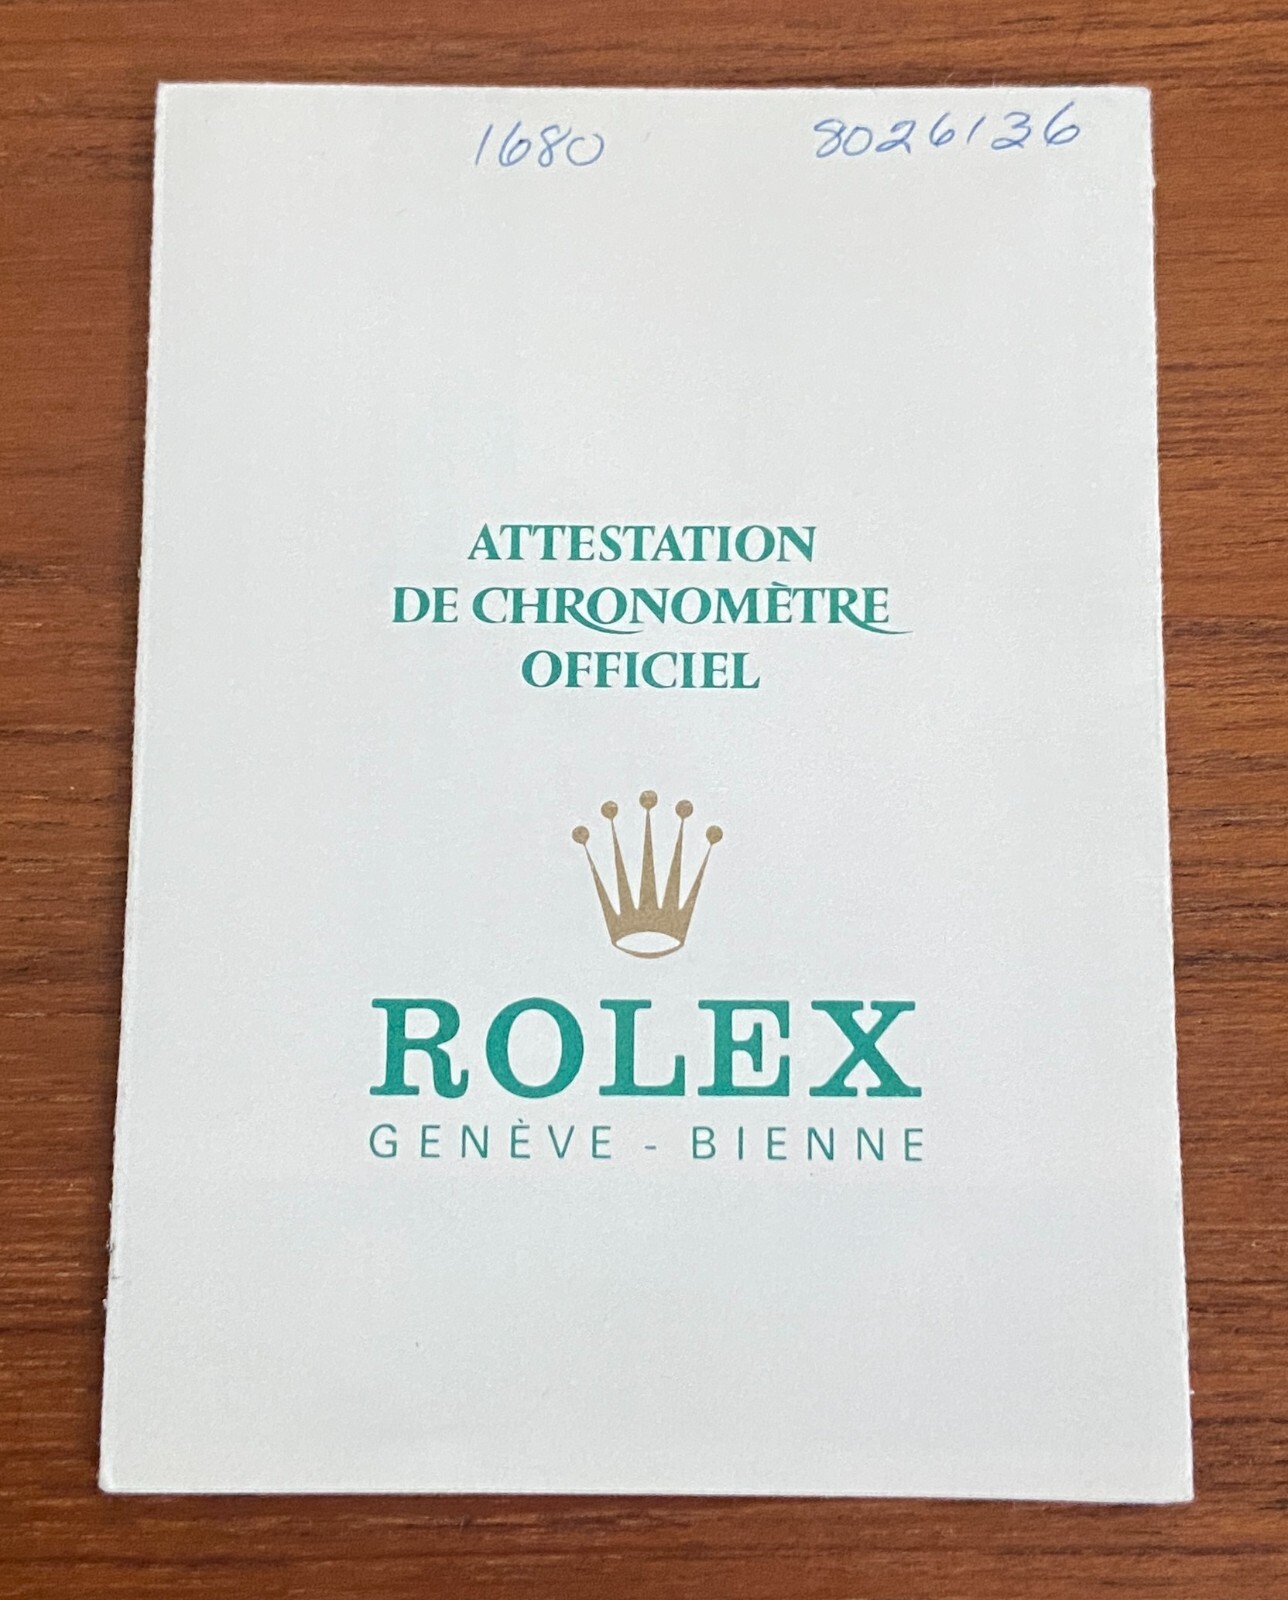 1680 8026136
ATTESTATION
DE CHRONOMÈTRE
OFFICIEL
ROLEX
GENÈVE - BIENNE